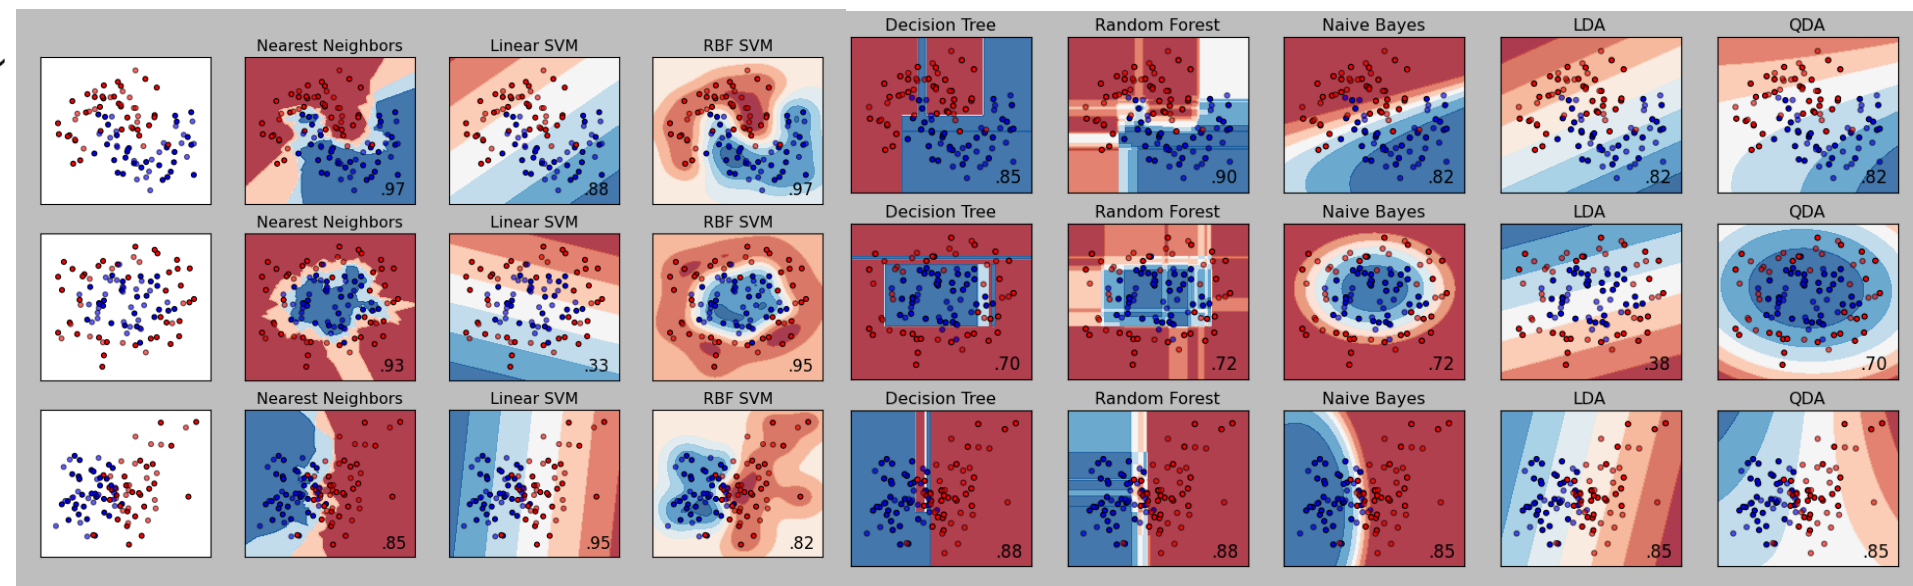 Nearest Neighbors Linear SVM RBF SVM Decision Tree Random Forest Naive Bayes LDA QDA
.97 .88 .97 .85 .90 .82 .82 .82
Nearest Neighbors Linear SVM RBF SVM Decision Tree Random Forest Naive Bayes LDA QDA
.93 .33 .95 .70 .72 .72 .38 .70
Nearest Neighbors Linear SVM RBF SVM Decision Tree Random Forest Naive Bayes LDA QDA
.85 .95 .82 .88 .88 .85 .85 .85